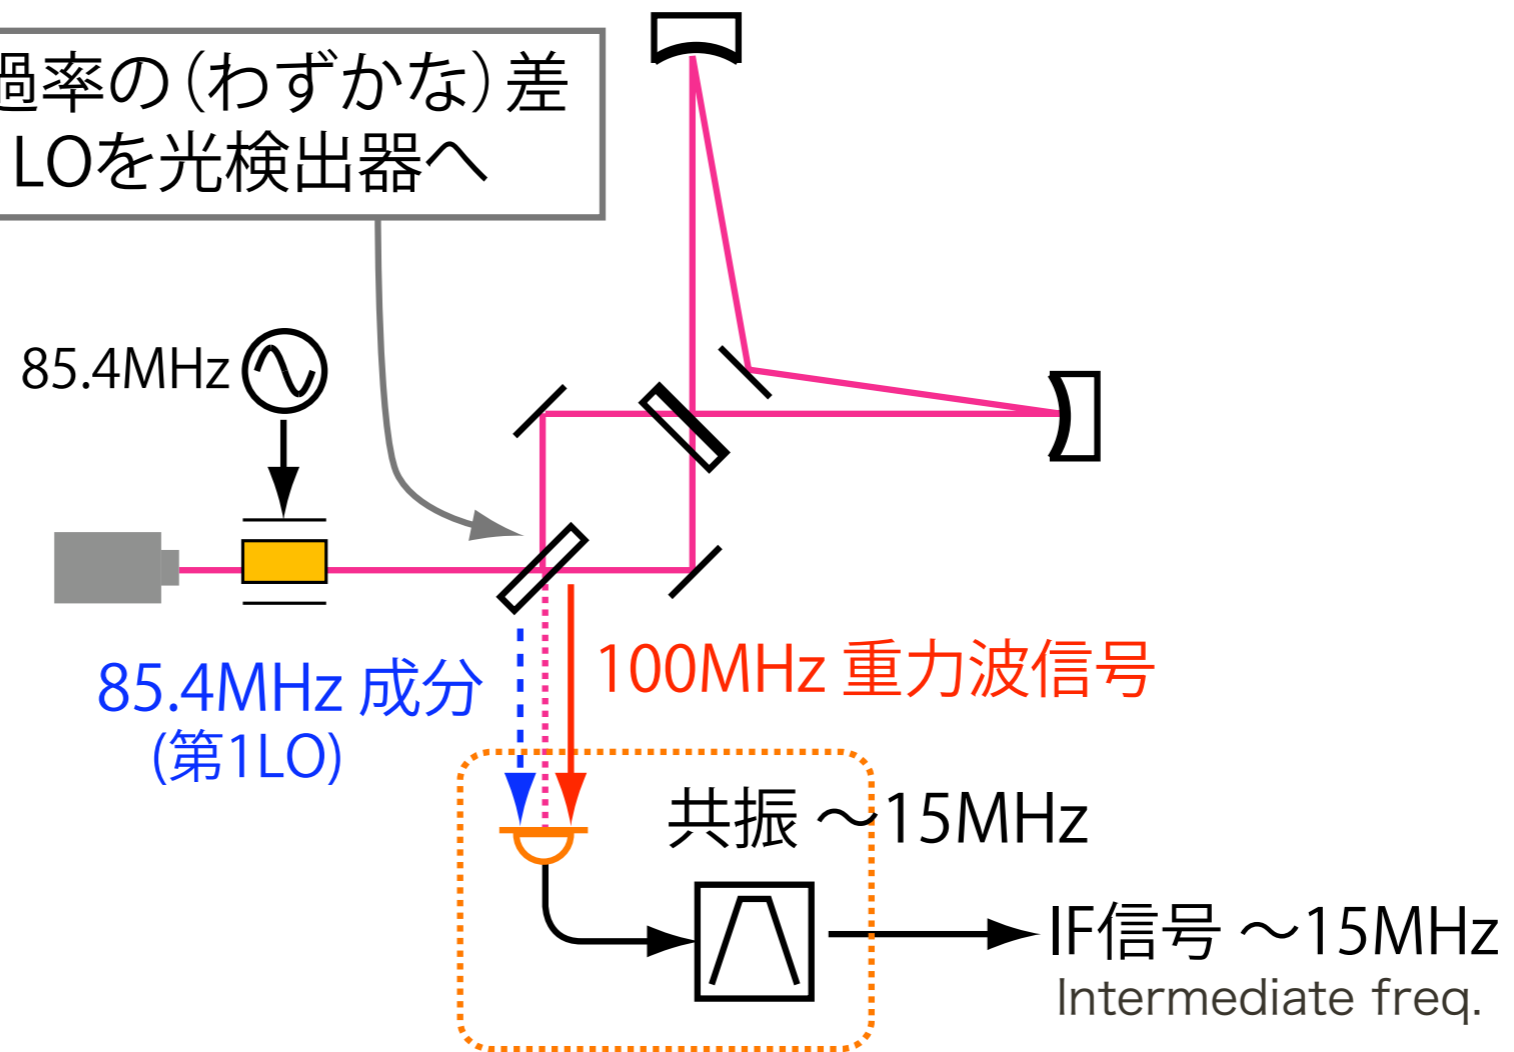 過率の(わずかな)差
LOを光検出器へ
85.4MHz
85.4MHz 成分
(第1LO)
100MHz 重力波信号
共振 ～15MHz
IF信号 ～15MHz
Intermediate freq.